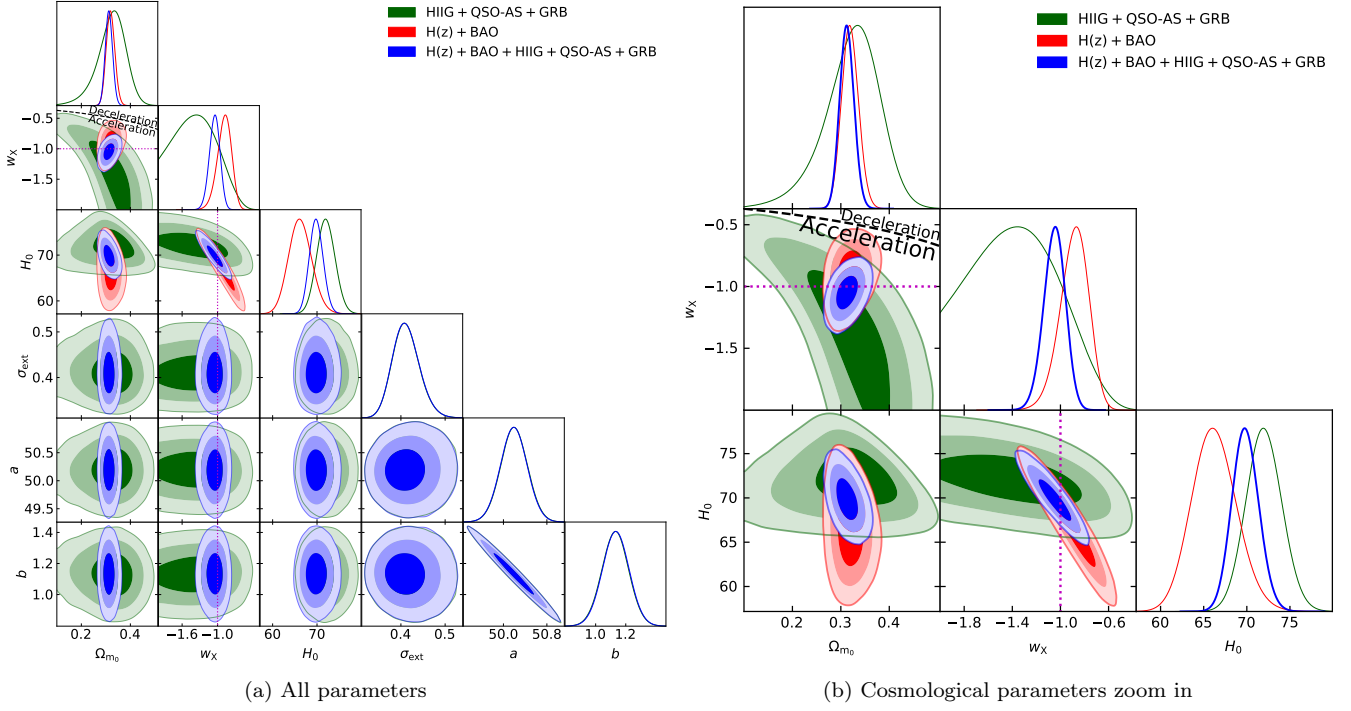 HIIG + QSO-AS + GRB
H(z) + BAO
H(z) + BAO + HIIG + QSO-AS + GRB
Deceleration
Acceleration
−0.5
−1.0
−1.5
w_X
70
60
H_0
0.5
0.4
σ_ext
50.5
50.0
49.5
a
1.4
1.2
1.0
b
0.2 0.4 −1.6 −1.0 60 70 0.4 0.5 50.0 50.8 1.0 1.2
Ω_m0 w_X H_0 σ_ext a b
(a) All parameters
HIIG + QSO-AS + GRB
H(z) + BAO
H(z) + BAO + HIIG + QSO-AS + GRB
Deceleration
Acceleration
−0.5
−1.0
−1.5
w_X
75
70
65
60
H_0
0.2 0.3 0.4 −1.8 −1.4 −1.0 −0.6 60 65 70 75
Ω_m0 w_X H_0
(b) Cosmological parameters zoom in